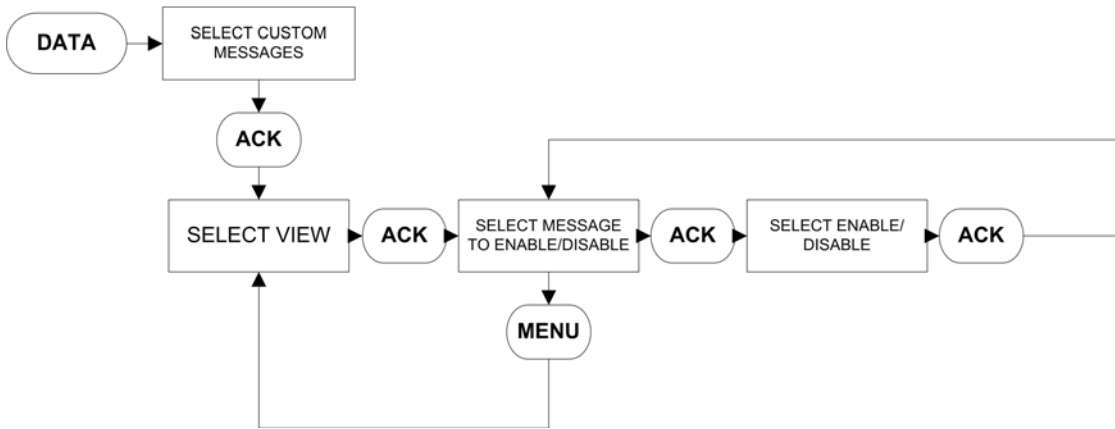 DATA
SELECT CUSTOM
MESSAGES
ACK
SELECT VIEW
ACK
SELECT MESSAGE
TO ENABLE/DISABLE
ACK
SELECT ENABLE/
DISABLE
ACK
MENU